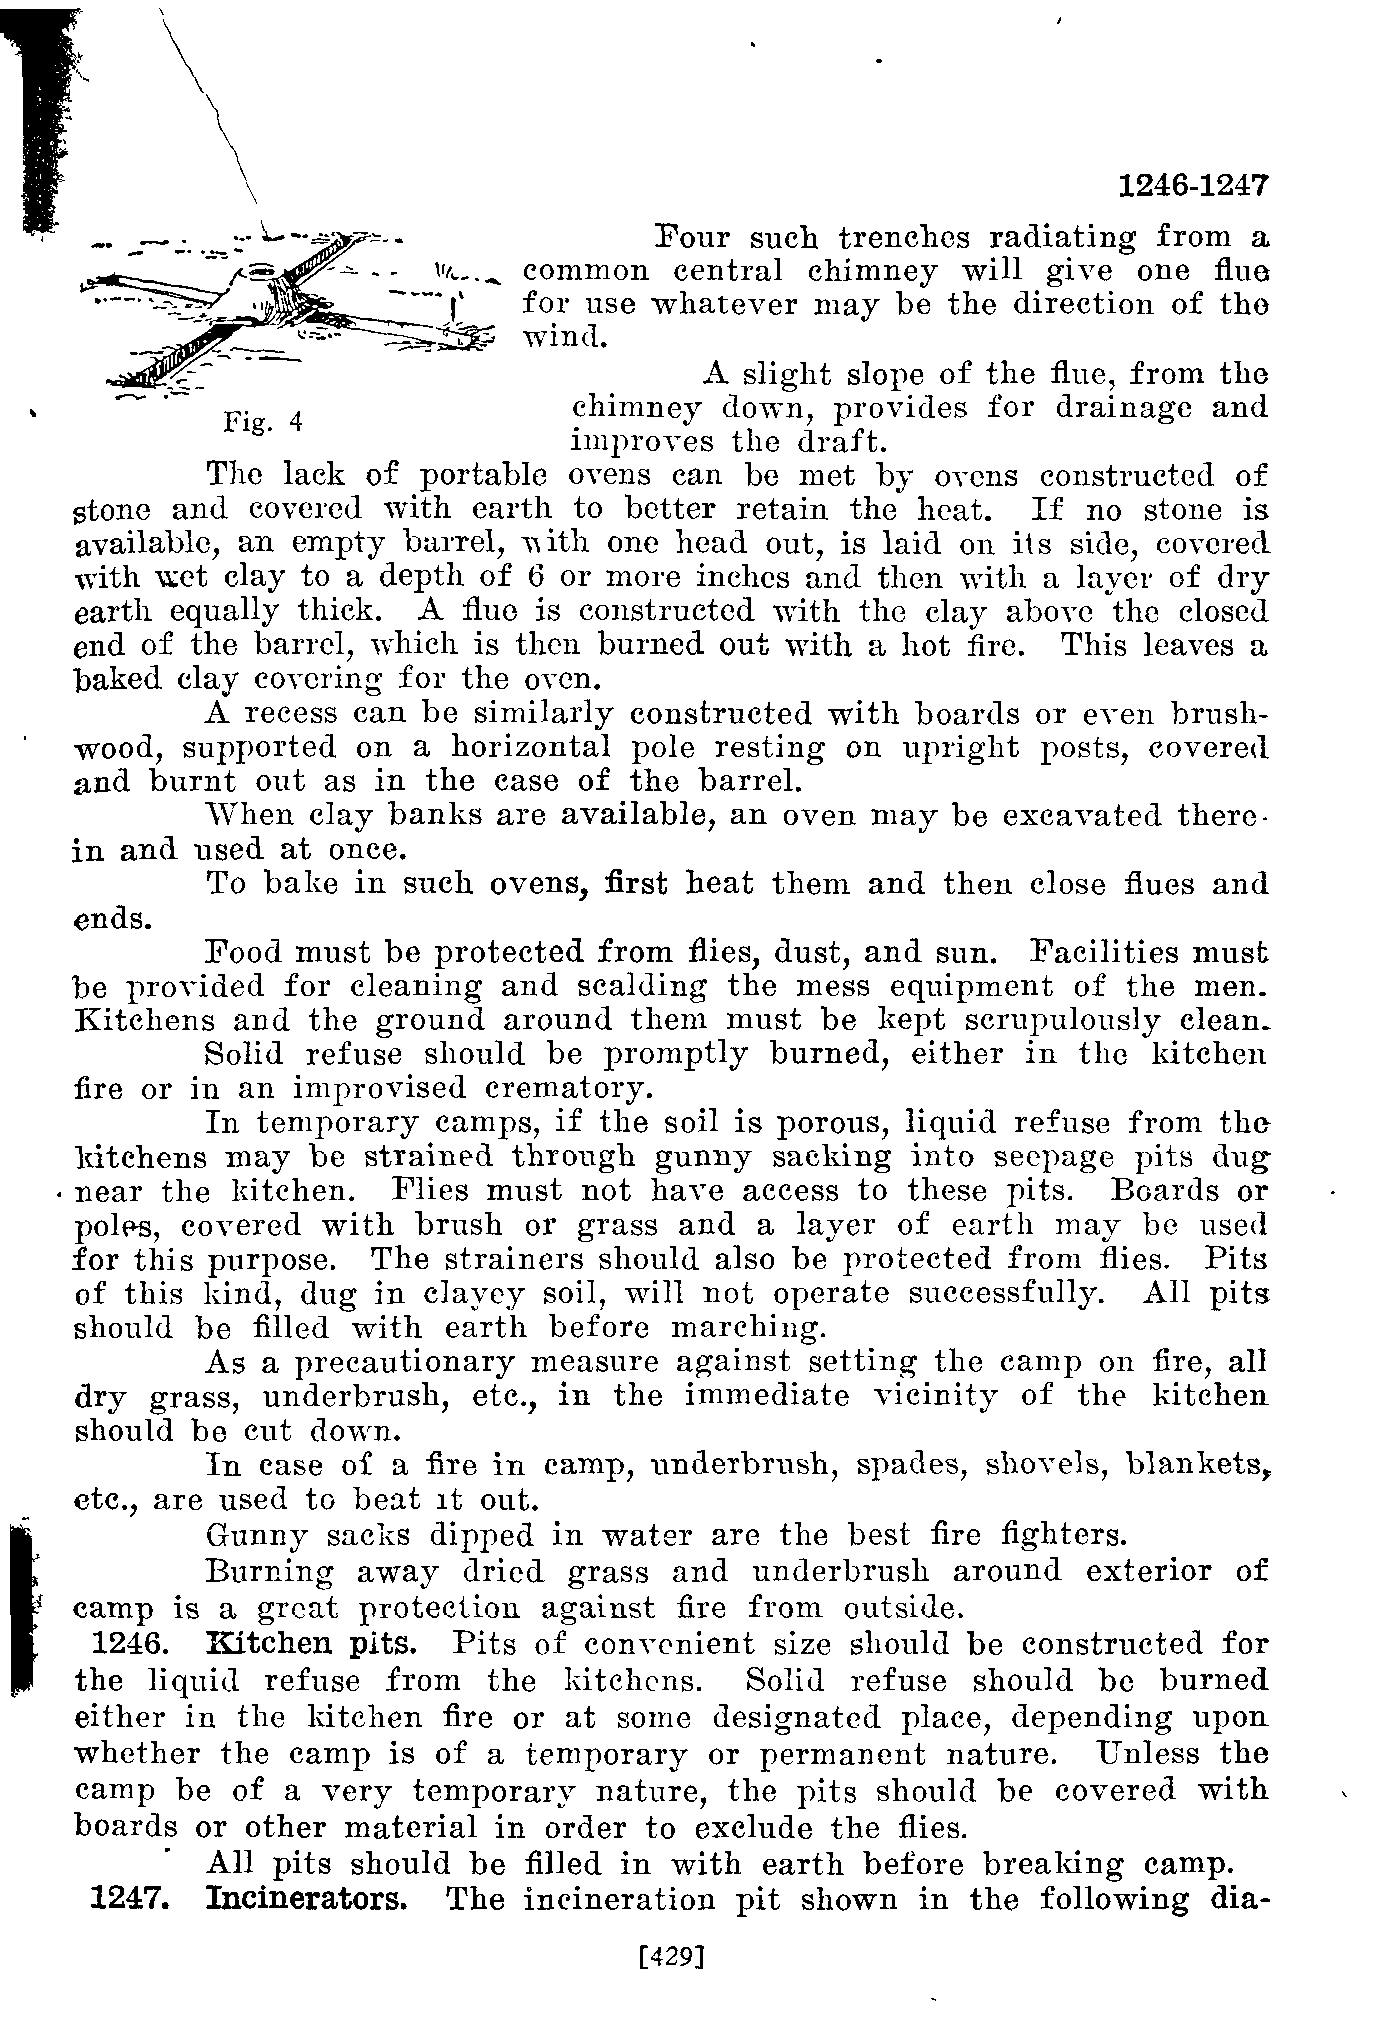 1246-1247
Four such trenches radiating from a
common central chimney will give one flue
for use whatever may be the direction of the
wind.
A slight slope of the flue, from the
chimney down, provides for drainage and
improves the draft.
Fig. 4
The lack of portable ovens can be met by ovens constructed of
stone and covered with earth to better retain the heat. If no stone is
available, an empty barrel, with one head out, is laid on its side, covered
with wet clay to a depth of 6 or more inches and then with a layer of dry
earth equally thick. A flue is constructed with the clay above the closed
end of the barrel, which is then burned out with a hot fire. This leaves a
baked clay covering for the oven.
A recess can be similarly constructed with boards or even brush-
wood, supported on a horizontal pole resting on upright posts, covered
and burnt out as in the case of the barrel.
When clay banks are available, an oven may be excavated there-
in and used at once.
To bake in such ovens, first heat them and then close flues and
ends.
Food must be protected from flies, dust, and sun. Facilities must
be provided for cleaning and scalding the mess equipment of the men.
Kitchens and the ground around them must be kept scrupulously clean.
Solid refuse should be promptly burned, either in the kitchen
fire or in an improvised crematory.
In temporary camps, if the soil is porous, liquid refuse from the
kitchens may be strained through gunny sacking into seepage pits dug
near the kitchen. Flies must not have access to these pits. Boards or
poles, covered with brush or grass and a layer of earth may be used
for this purpose. The strainers should also be protected from flies. Pits
of this kind, dug in clayey soil, will not operate successfully. All pits
should be filled with earth before marching.
As a precautionary measure against setting the camp on fire, all
dry grass, underbrush, etc., in the immediate vicinity of the kitchen
should be cut down.
In case of a fire in camp, underbrush, spades, shovels, blankets,
etc., are used to beat it out.
Gunny sacks dipped in water are the best fire fighters.
Burning away dried grass and underbrush around exterior of
camp is a great protection against fire from outside.
1246. Kitchen pits. Pits of convenient size should be constructed for
the liquid refuse from the kitchens. Solid refuse should be burned
either in the kitchen fire or at some designated place, depending upon
whether the camp is of a temporary or permanent nature. Unless the
camp be of a very temporary nature, the pits should be covered with
boards or other material in order to exclude the flies.
All pits should be filled in with earth before breaking camp.
1247. Incinerators. The incineration pit shown in the following dia-
[429]